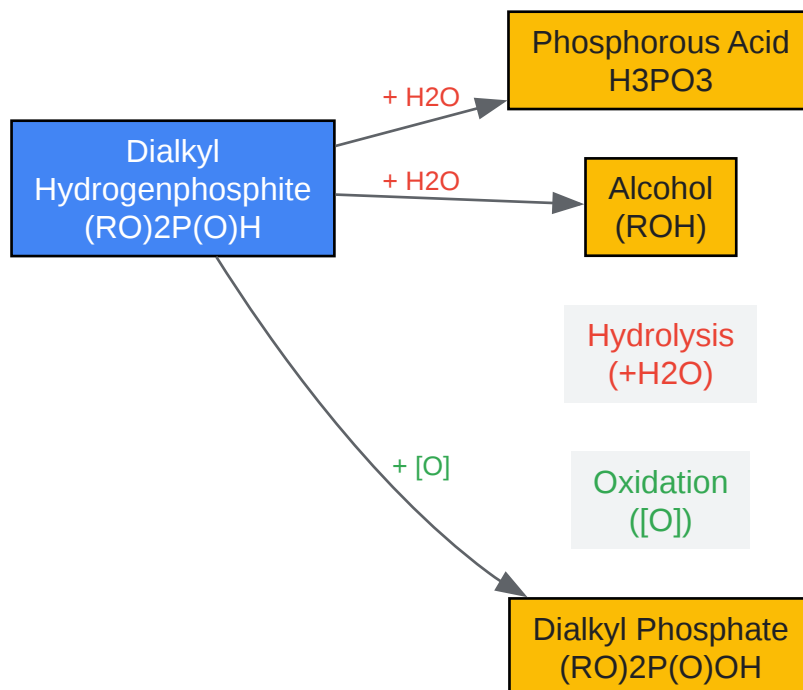 Phosphorous Acid
H3PO3
+ H2O
Dialkyl
Hydrogenphosphite
(RO)2P(O)H
+ H2O
Alcohol
(ROH)
Hydrolysis
(+H2O)
+ [O]
Oxidation
([O])
Dialkyl Phosphate
(RO)2P(O)OH